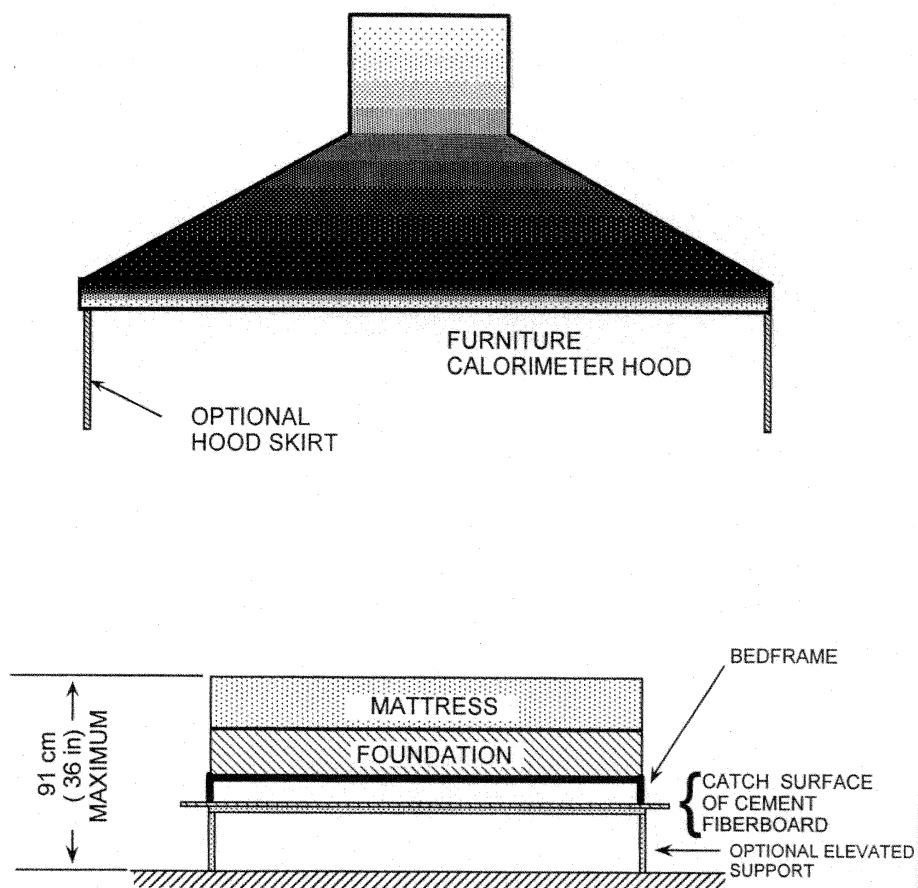 FURNITURE
CALORIMETER HOOD
OPTIONAL
HOOD SKIRT
BEDFRAME
MATTRESS
FOUNDATION
91 cm
( 36 in)
MAXIMUM
CATCH SURFACE
OF CEMENT
FIBERBOARD
OPTIONAL ELEVATED
SUPPORT